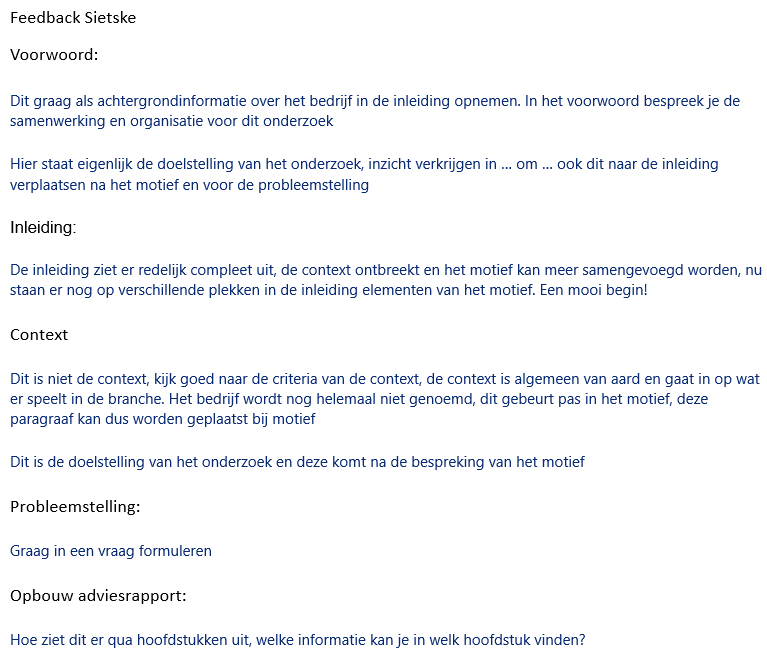 Feedback Sietske
Voorwoord:
Dit graag als achtergrondinformatie over het bedrijf in de inleiding opnemen. In het voorwoord bespreek je de
samenwerking en organisatie voor dit onderzoek
Hier staat eigenlijk de doelstelling van het onderzoek, inzicht verkrijgen in ... om ... ook dit naar de inleiding
verplaatsen na het motief en voor de probleemstelling
Inleiding:
De inleiding ziet er redelijk compleet uit, de context ontbreekt en het motief kan meer samengevoegd worden, nu
staan er nog op verschillende plekken in de inleiding elementen van het motief. Een mooi begin!
Context
Dit is niet de context, kijk goed naar de criteria van de context, de context is algemeen van aard en gaat in op wat
er speelt in de branche. Het bedrijf wordt nog helemaal niet genoemd, dit gebeurt pas in het motief, deze
paragraaf kan dus worden geplaatst bij motief
Dit is de doelstelling van het onderzoek en deze komt na de bespreking van het motief
Probleemstelling:
Graag in een vraag formuleren
Opbouw adviesrapport:
Hoe ziet dit er qua hoofdstukken uit, welke informatie kan je in welk hoofdstuk vinden?